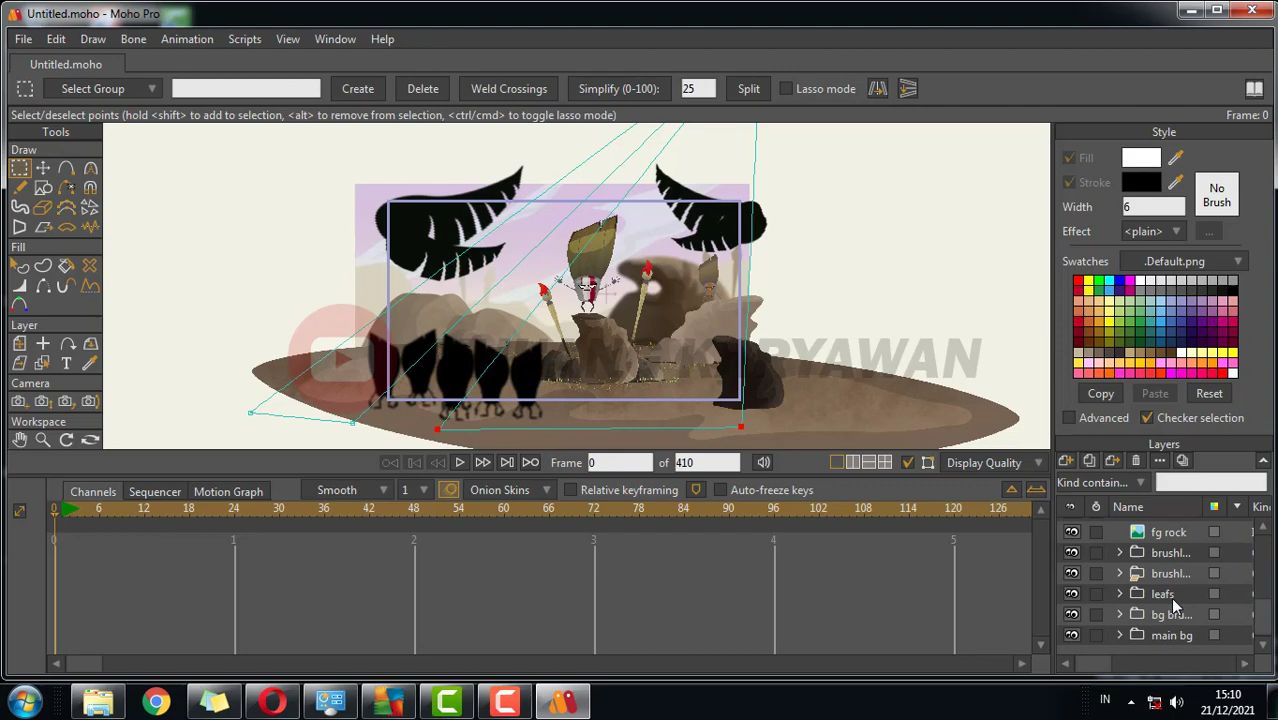 Untitled.moho - Moho Pro
File Edit Draw Bone Animation Scripts View Window Help
Untitled.moho
Select Group Create Delete Weld Crossings Simplify (0-100): 25 Split Lasso mode
Select/deselect points (hold <shift> to add to selection, <alt> to remove from selection, <ctrl/cmd> to toggle lasso mode) Frame: 0
Tools
Draw
Fill
Layer
Camera
Workspace
Style
Fill
Stroke
No Brush
Width 6
Effect <plain> ...
Swatches .Default.png
Copy Paste Reset
Advanced Checker selection
Layers
Frame 0 of 410 Display Quality
Kind contain...
Channels Sequencer Motion Graph Smooth 1 Onion Skins Relative keyframing Auto-freeze keys
Name Kin
0 6 12 18 24 30 36 42 48 54 60 66 72 78 84 90 96 102 108 114 120 126
0 1 2 3 4 5
fg rock
brushl...
brushl...
leafs
bg bru...
main bg
IN 15:10
21/12/2021